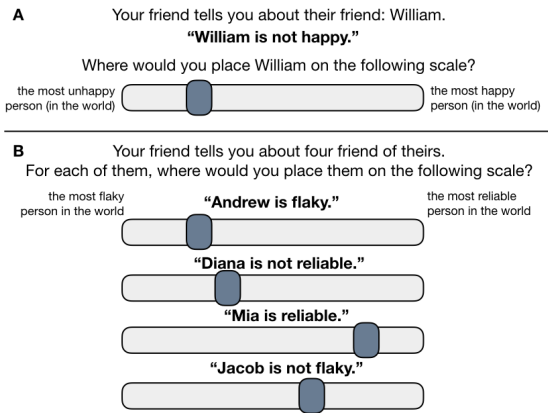 A
Your friend tells you about their friend: William.
“William is not happy.”
Where would you place William on the following scale?
the most unhappy
person (in the world)
the most happy
person (in the world)
B
Your friend tells you about four friend of theirs.
For each of them, where would you place them on the following scale?
the most flaky
person in the world
the most reliable
person in the world
“Andrew is flaky.”
“Diana is not reliable.”
“Mia is reliable.”
“Jacob is not flaky.”